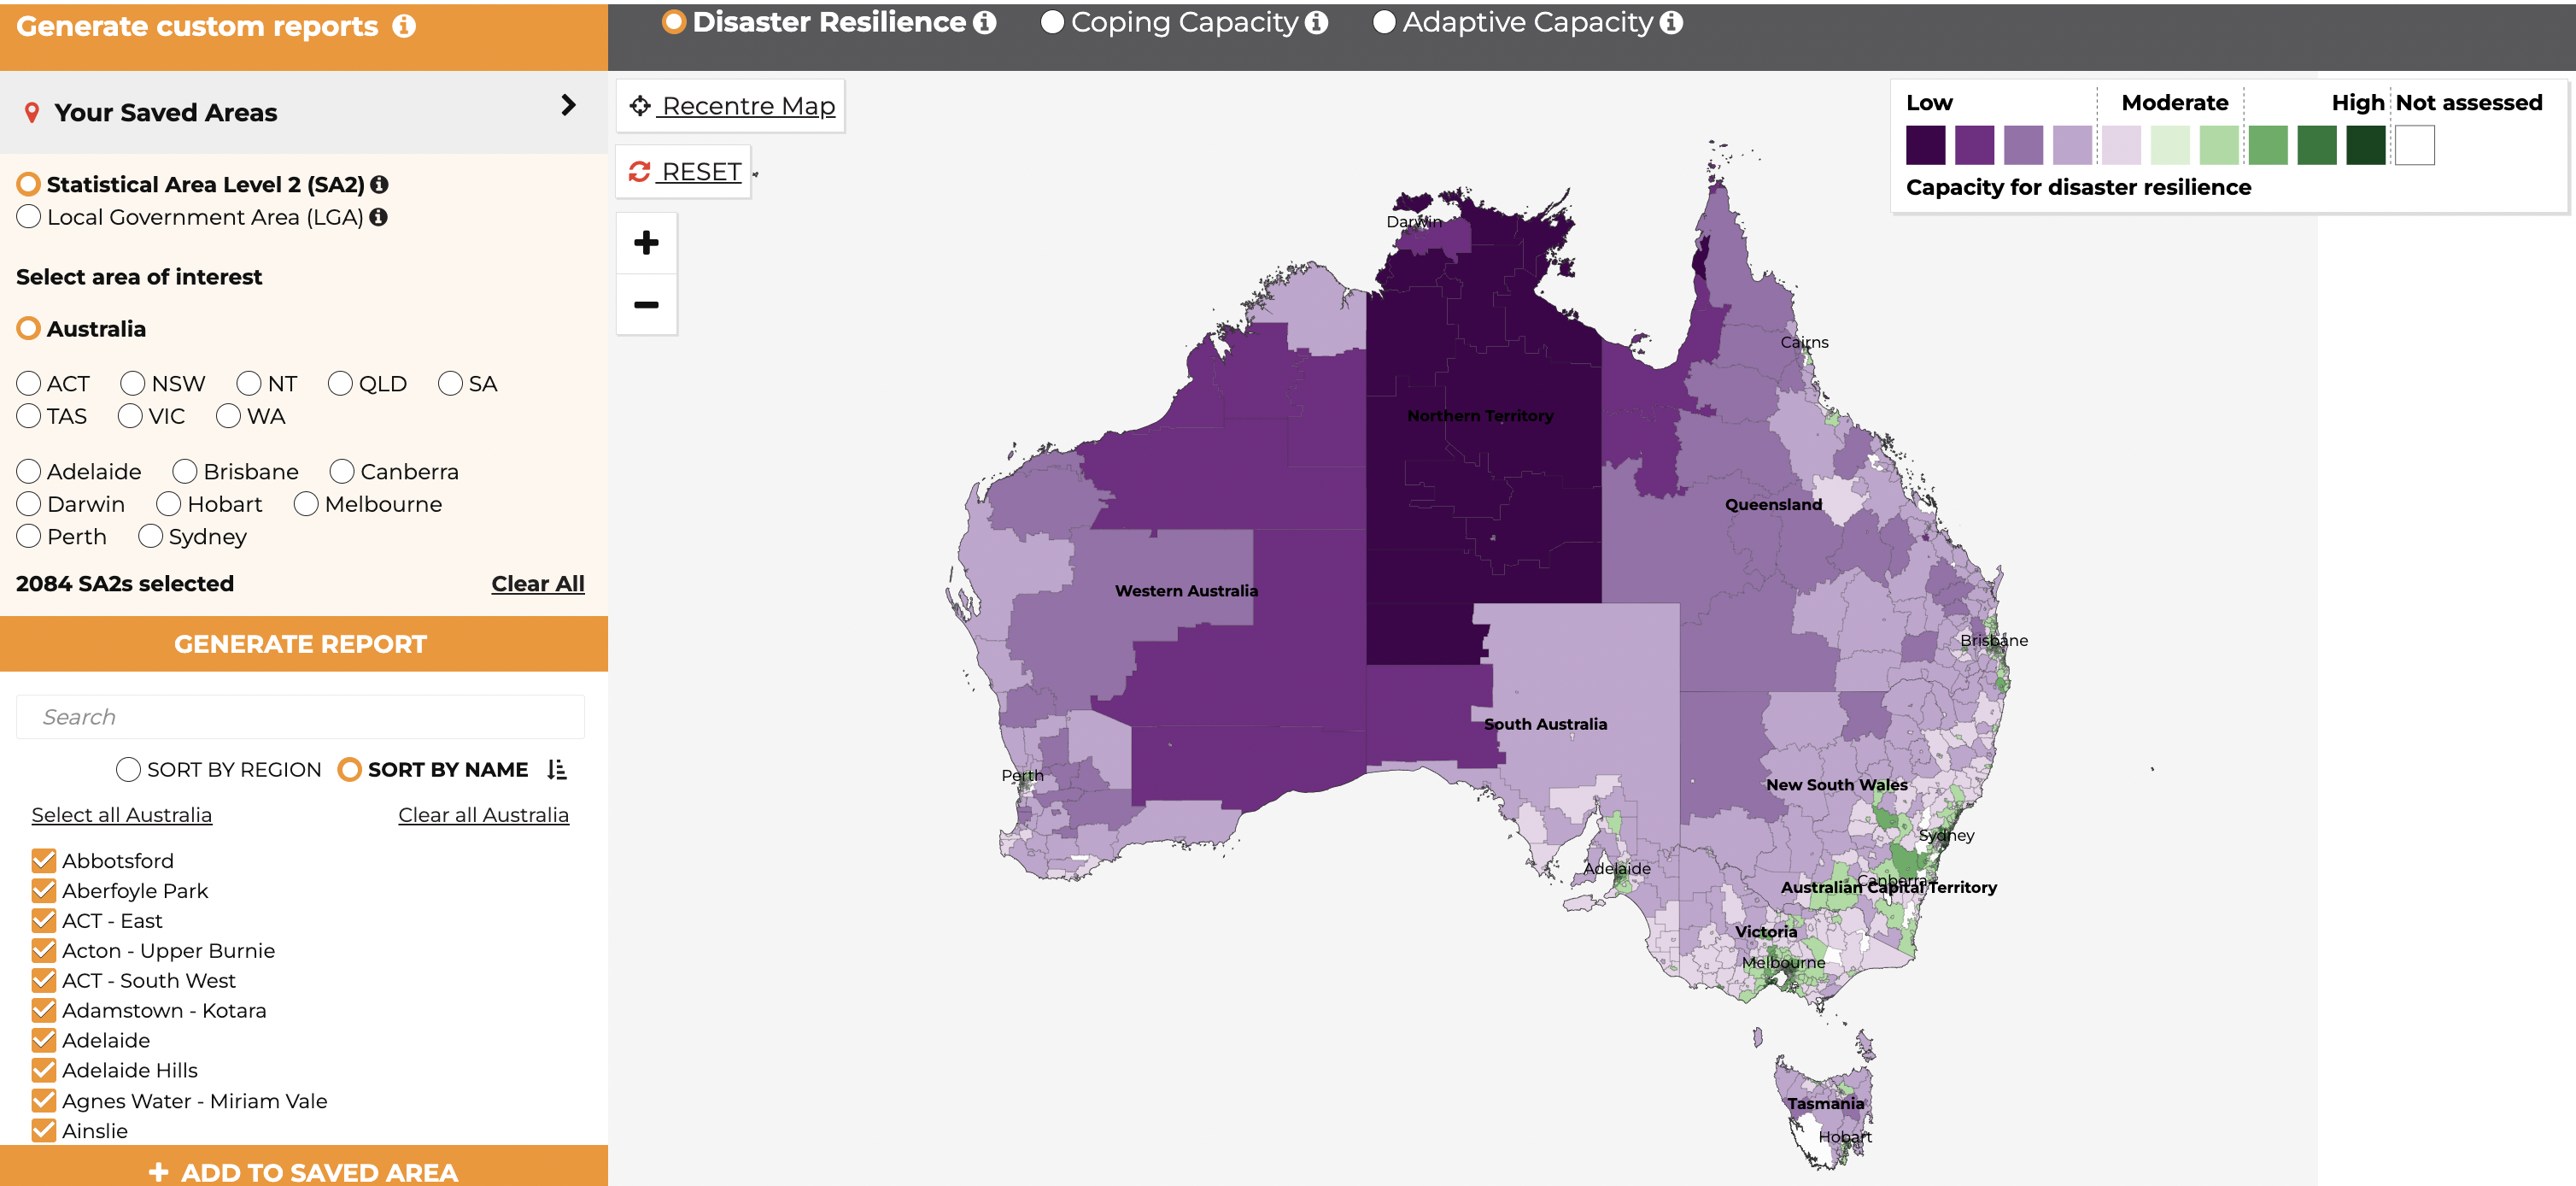 Generate custom reports
Disaster Resilience Coping Capacity Adaptive Capacity
Your Saved Areas
Statistical Area Level 2 (SA2)
Local Government Area (LGA)
Select area of interest
Australia
ACT NSW NT QLD SA
TAS VIC WA
Adelaide Brisbane Canberra
Darwin Hobart Melbourne
Perth Sydney
2084 SA2s selected Clear All
GENERATE REPORT
Search
SORT BY REGION SORT BY NAME
Select all Australia Clear all Australia
Abbotsford
Aberfoyle Park
ACT - East
Acton - Upper Burnie
ACT - South West
Adamstown - Kotara
Adelaide
Adelaide Hills
Agnes Water - Miriam Vale
Ainslie
+ ADD TO SAVED AREA
Recentre Map
RESET
+
−
Low Moderate High Not assessed
Capacity for disaster resilience
Darwin
Cairns
Northern Territory
Queensland
Western Australia
Brisbane
South Australia
Perth
New South Wales
Sydney
Adelaide
Canberra
Australian Capital Territory
Victoria
Melbourne
Tasmania
Hobart